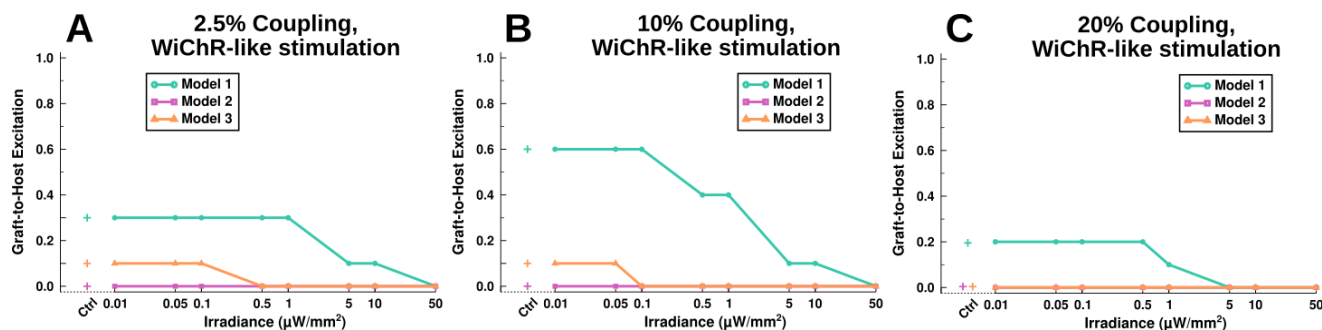 A
2.5% Coupling,
WiChR-like stimulation
Graft-to-Host Excitation
1.0
0.8
0.6
0.4
0.2
0.0
Model 1
Model 2
Model 3
Ctrl
0.01
0.05
0.1
0.5
1
5
10
50
Irradiance (μW/mm²)
B
10% Coupling,
WiChR-like stimulation
Graft-to-Host Excitation
1.0
0.8
0.6
0.4
0.2
0.0
Model 1
Model 2
Model 3
Ctrl
0.01
0.05
0.1
0.5
1
5
10
50
Irradiance (μW/mm²)
C
20% Coupling,
WiChR-like stimulation
Graft-to-Host Excitation
1.0
0.8
0.6
0.4
0.2
0.0
Model 1
Model 2
Model 3
Ctrl
0.01
0.05
0.1
0.5
1
5
10
50
Irradiance (μW/mm²)